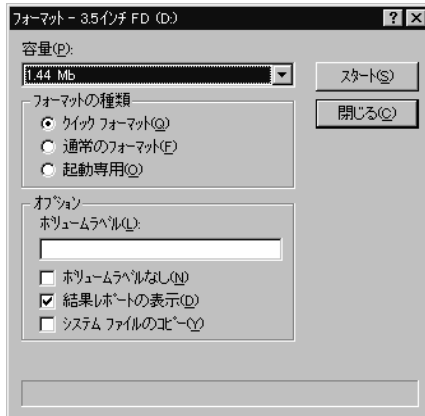 ﾌｫｰﾏｯﾄ - 3.5ｲﾝﾁ FD (D:)
容量(P):
1.44 Mb
ｽﾀｰﾄ(S)
閉じる(C)
ﾌｫｰﾏｯﾄの種類
ｸｲｯｸ ﾌｫｰﾏｯﾄ(Q)
通常のﾌｫｰﾏｯﾄ(F)
起動専用(O)
ｵﾌﾟｼｮﾝ
ﾎﾞﾘｭｰﾑﾗﾍﾞﾙ(L):
ﾎﾞﾘｭｰﾑﾗﾍﾞﾙなし(N)
結果ﾚﾎﾟｰﾄの表示(D)
ｼｽﾃﾑ ﾌｧｲﾙのｺﾋﾟｰ(Y)